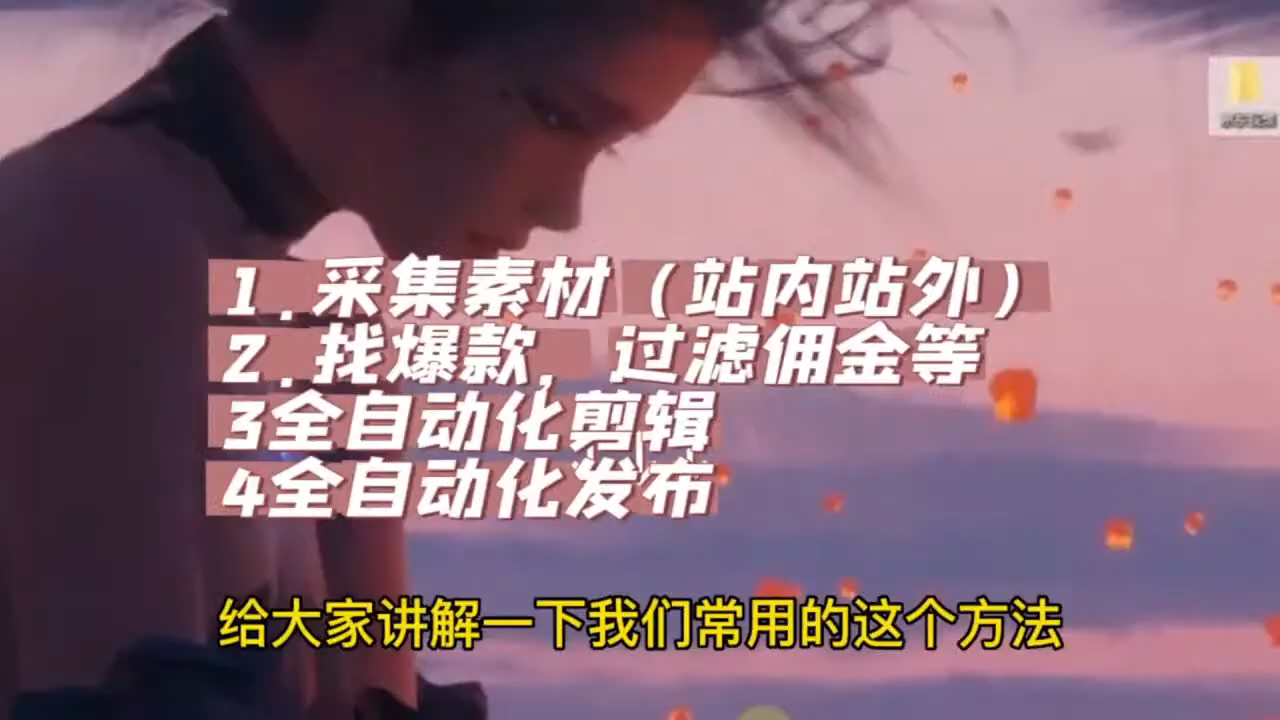 1.采集素材（站内站外）
2.找爆款，过滤佣金等
3全自动化剪辑
4全自动化发布
给大家讲解一下我们常用的这个方法